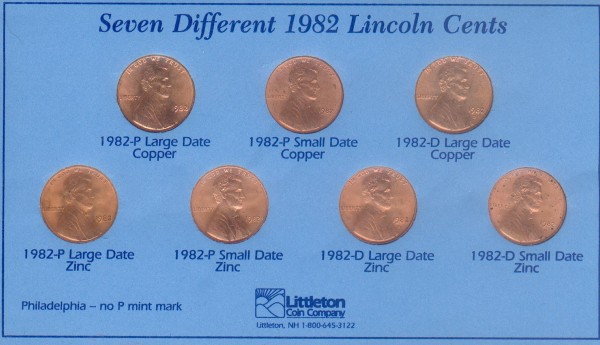 Seven Different 1982 Lincoln Cents
1982-P Large Date
Copper
1982-P Small Date
Copper
1982-D Large Date
Copper
1982-P Large Date
Zinc
1982-P Small Date
Zinc
1982-D Large Date
Zinc
1982-D Small Date
Zinc
Philadelphia – no P mint mark
Littleton
Coin Company
Littleton, NH 1-800-645-3122